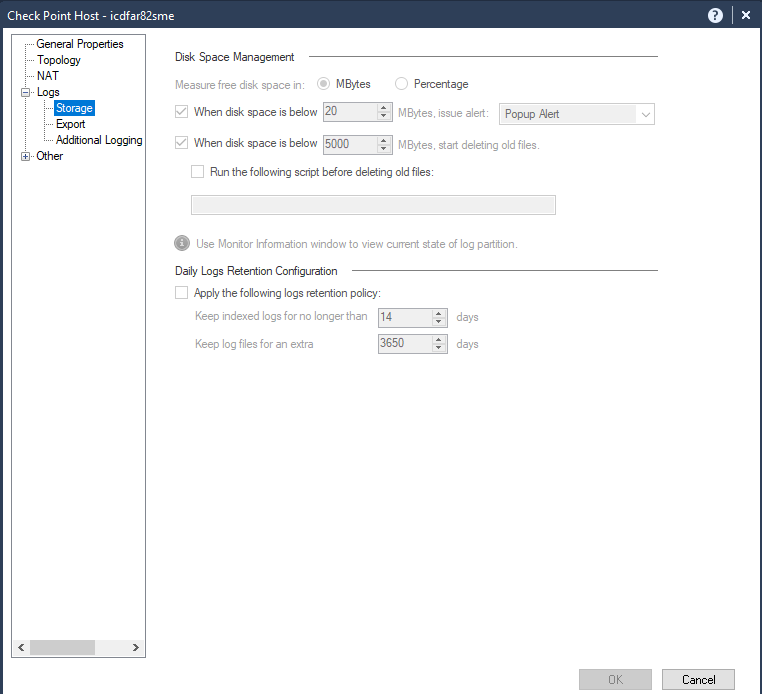 Check Point Host - icdfar82sme
General Properties
Topology
NAT
Logs
Storage
Export
Additional Logging
Other
Disk Space Management
Measure free disk space in: MBytes Percentage
When disk space is below 20 MBytes, issue alert: Popup Alert
When disk space is below 5000 MBytes, start deleting old files.
Run the following script before deleting old files:
Use Monitor Information window to view current state of log partition.
Daily Logs Retention Configuration
Apply the following logs retention policy:
Keep indexed logs for no longer than 14 days
Keep log files for an extra 3650 days
OK Cancel